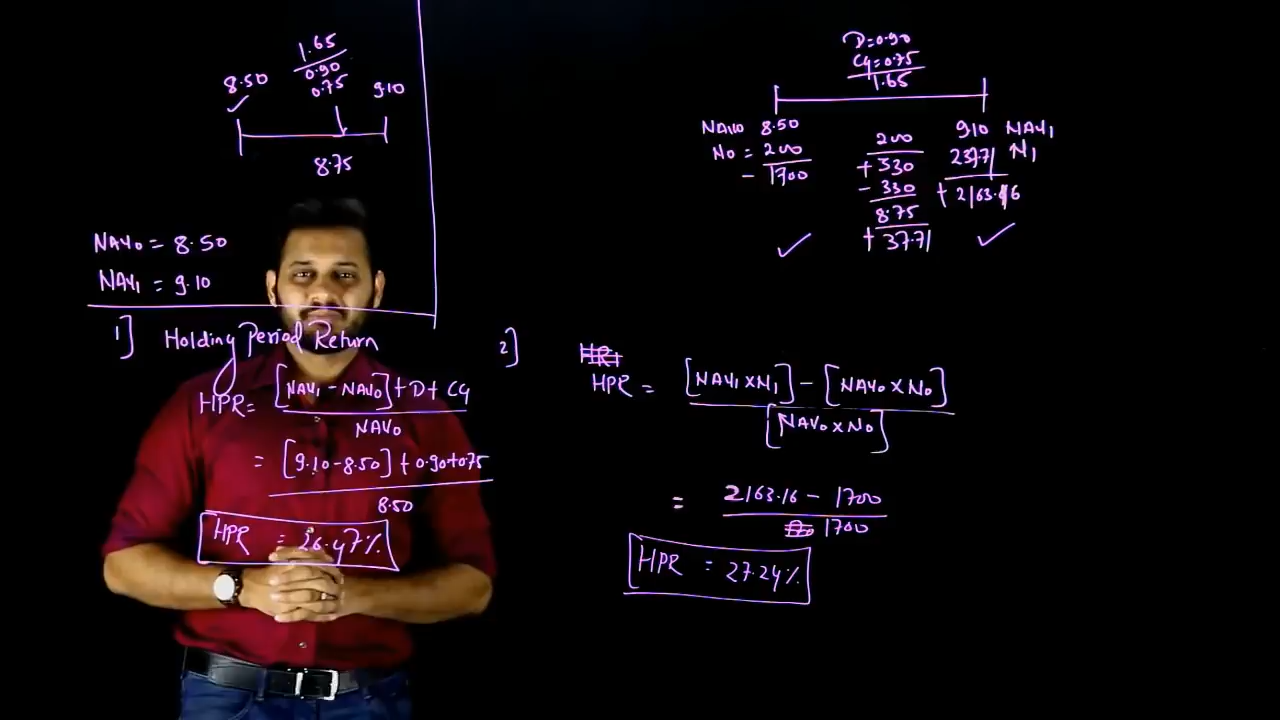 1.65
0.90
0.75
8.50
9.10
8.75
NAV0 = 8.50
NAV1 = 9.10
1] Holding Period Return
HPR = [NAV1 - NAV0] + D + CG
NAV0
= [9.10 - 8.50] + 0.90 + 0.75
8.50
HPR = 26.47%
D = 0.90
CG = 0.75
1.65
NAV0 8.50
N0 = 200
- 1700
200
+ 330
- 330
8.75
+ 37.71
910 NAV1
237.71 N1
+ 2163.16
2]
HPR = [NAV1 × N1] - [NAV0 × N0]
[NAV0 × N0]
= 2163.16 - 1700
1700
HPR = 27.24%